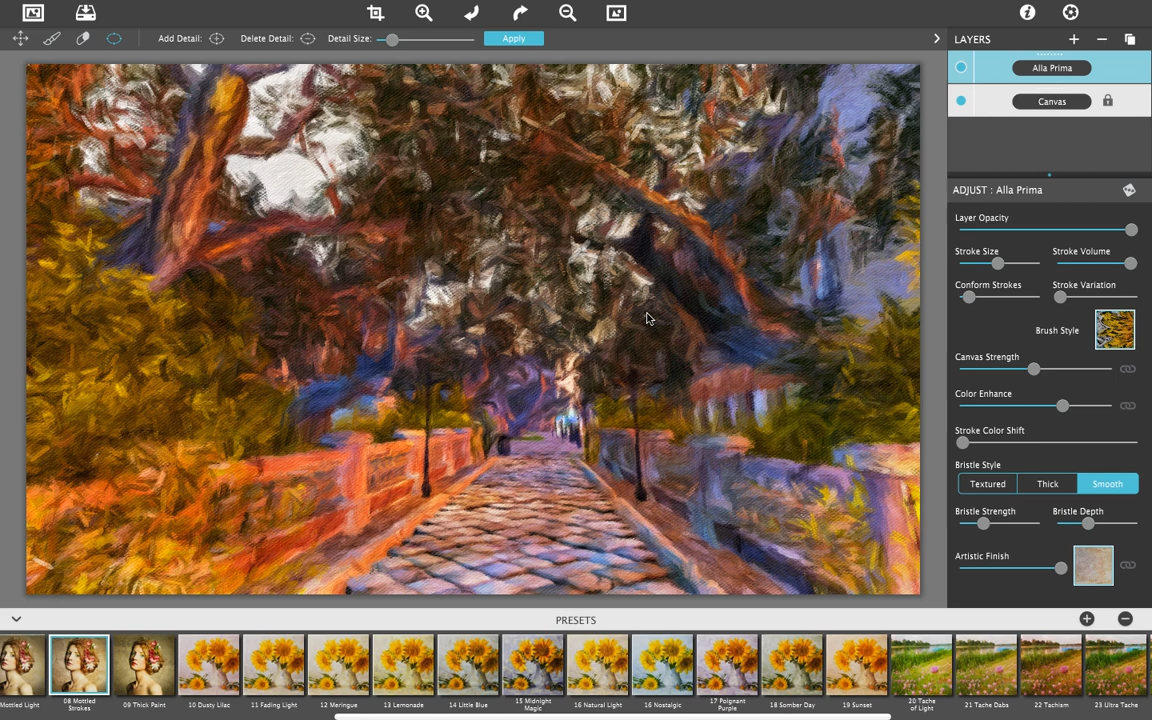 Add Detail:
Delete Detail:
Detail Size:
Apply
LAYERS
Alla Prima
Canvas
ADJUST : Alla Prima
Layer Opacity
Stroke Size
Stroke Volume
Conform Strokes
Stroke Variation
Brush Style
Canvas Strength
Color Enhance
Stroke Color Shift
Bristle Style
Textured
Thick
Smooth
Bristle Strength
Bristle Depth
Artistic Finish
PRESETS
Mottled Light
08 Mottled
Strokes
09 Thick Paint
10 Dusty Lilac
11 Fading Light
12 Meringue
13 Lemonade
14 Little Blue
15 Midnight
Magic
16 Natural Light
16 Nostalgic
17 Poignant
Purple
18 Somber Day
19 Sunset
20 Tache
of Light
21 Tache Dabs
22 Tachism
23 Ultra Tache